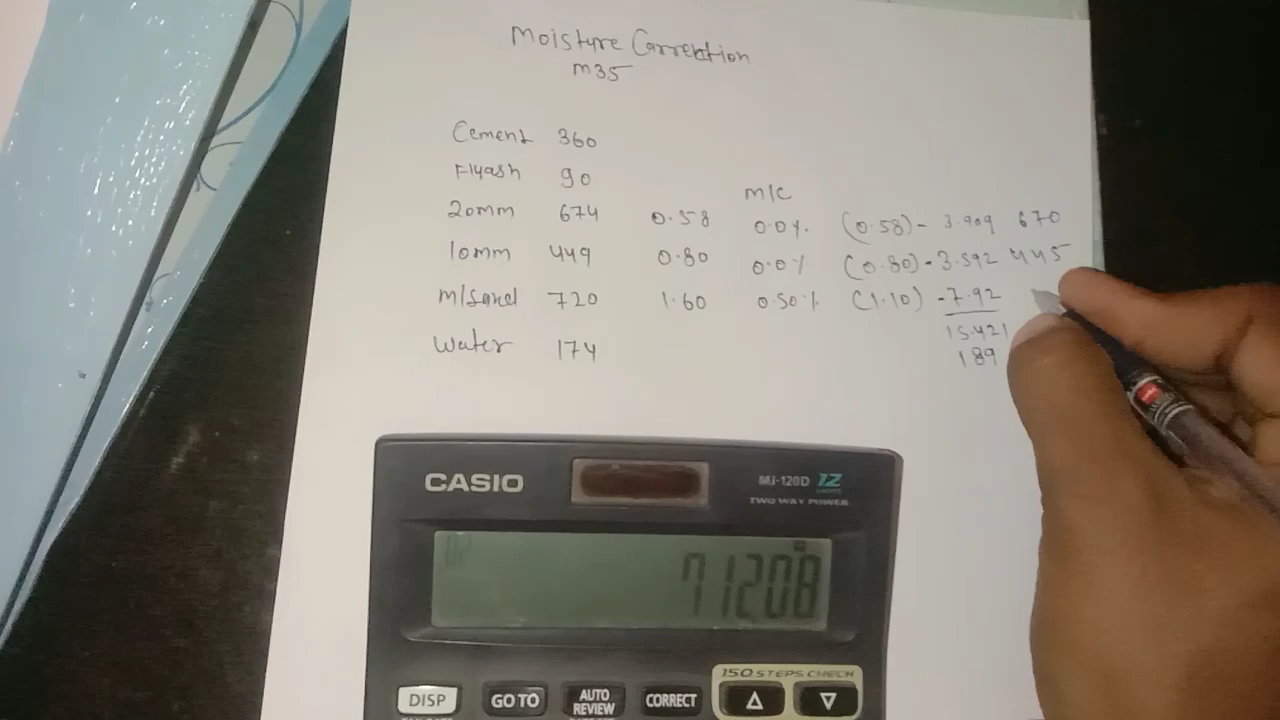 Moisture Correction
M35
Cement 360
Flyash 90
M/C
20mm 674 0.58 0.0%. (0.58) - 3.909 670
10mm 449 0.80 0.0% (0.80) - 3.592 445
M/Sand 720 1.60 0.50% (1.10) - 7.92
15.421
Water 174 189
CASIO MJ-120D 12
TWO WAY POWER
712.08
150 STEPS CHECK
DISP GO TO AUTO REVIEW CORRECT